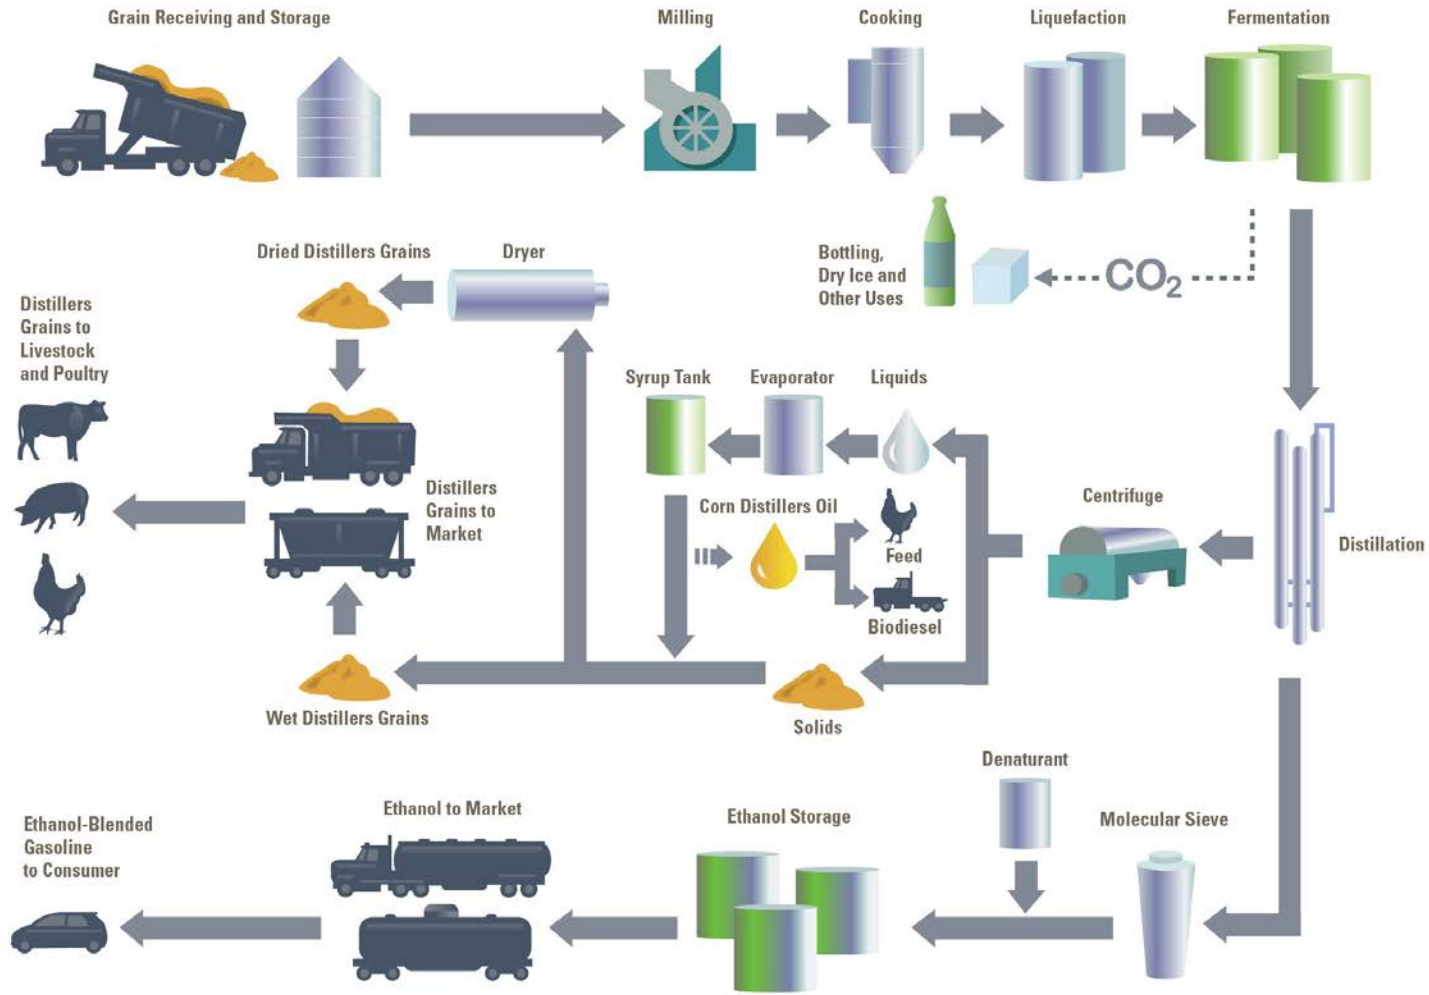 Grain Receiving and Storage
Milling
Cooking
Liquefaction
Fermentation
Bottling,
Dry Ice and
Other Uses
CO2
Dried Distillers Grains
Dryer
Distillers
Grains to
Livestock
and Poultry
Syrup Tank
Evaporator
Liquids
Distillers
Grains to
Market
Corn Distillers Oil
Feed
Biodiesel
Centrifuge
Distillation
Wet Distillers Grains
Solids
Denaturant
Molecular Sieve
Ethanol Storage
Ethanol to Market
Ethanol-Blended
Gasoline
to Consumer